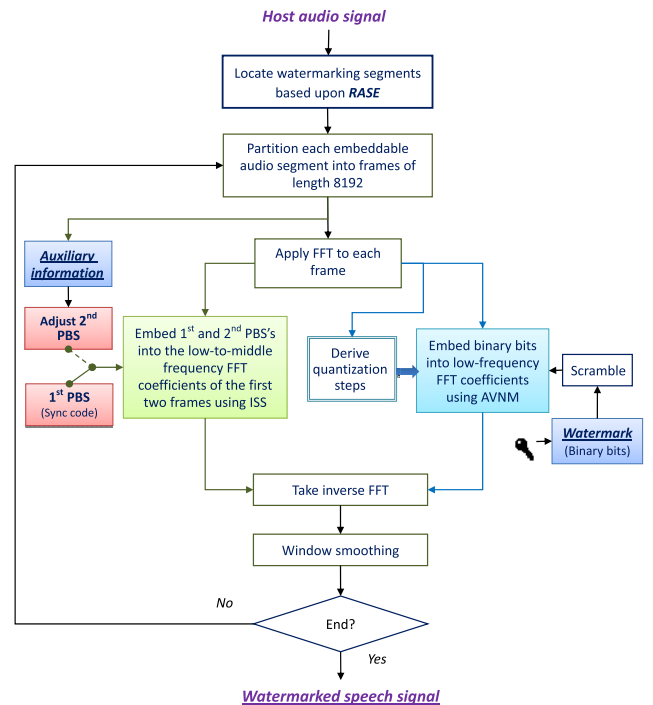 Host audio signal
Locate watermarking segments
based upon RASE
Partition each embeddable
audio segment into frames of
length 8192
Auxiliary
information
Apply FFT to each
frame
Adjust 2nd
PBS
1st PBS
(Sync code)
Embed 1st and 2nd PBS's
into the low-to-middle
frequency FFT
coefficients of the first
two frames using ISS
Derive
quantization
steps
Embed binary bits
into low-frequency
FFT coefficients
using AVNM
Scramble
Watermark
(Binary bits)
Take inverse FFT
Window smoothing
No
End?
Yes
Watermarked speech signal